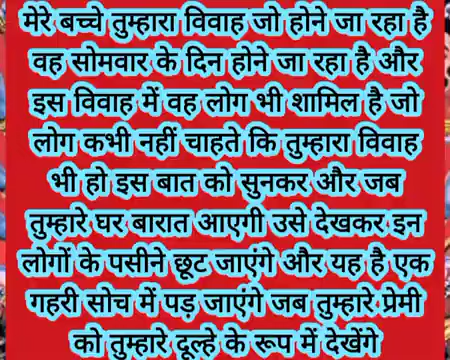 मेरे बच्चे तुम्हारा विवाह जो होने जा रहा है
वह सोमवार के दिन होने जा रहा है और
इस विवाह में वह लोग भी शामिल है जो
लोग कभी नहीं चाहते कि तुम्हारा विवाह
भी हो इस बात को सुनकर और जब
तुम्हारे घर बारात आएगी उसे देखकर इन
लोगों के पसीने छूट जाएंगे और यह है एक
गहरी सोच में पड़ जाएंगे जब तुम्हारे प्रेमी
को तुम्हारे दूल्हे के रूप में देखेंगे